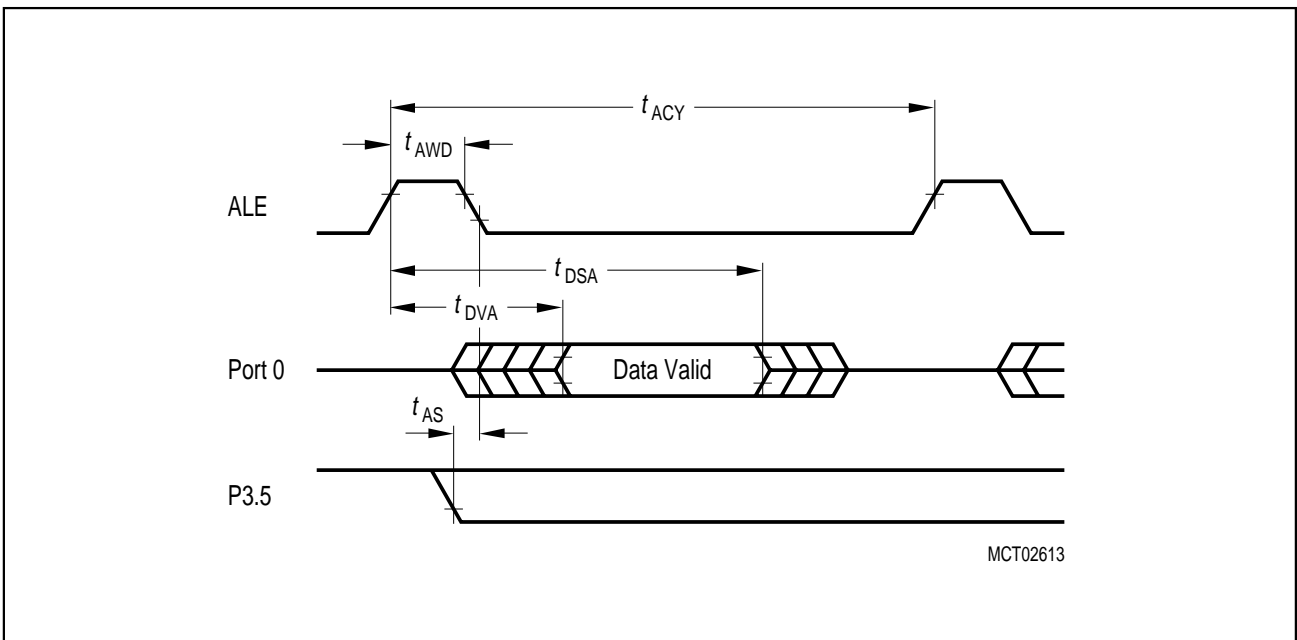 t ACY
t AWD
ALE
t DSA
t DVA
Port 0
Data Valid
t AS
P3.5
MCT02613